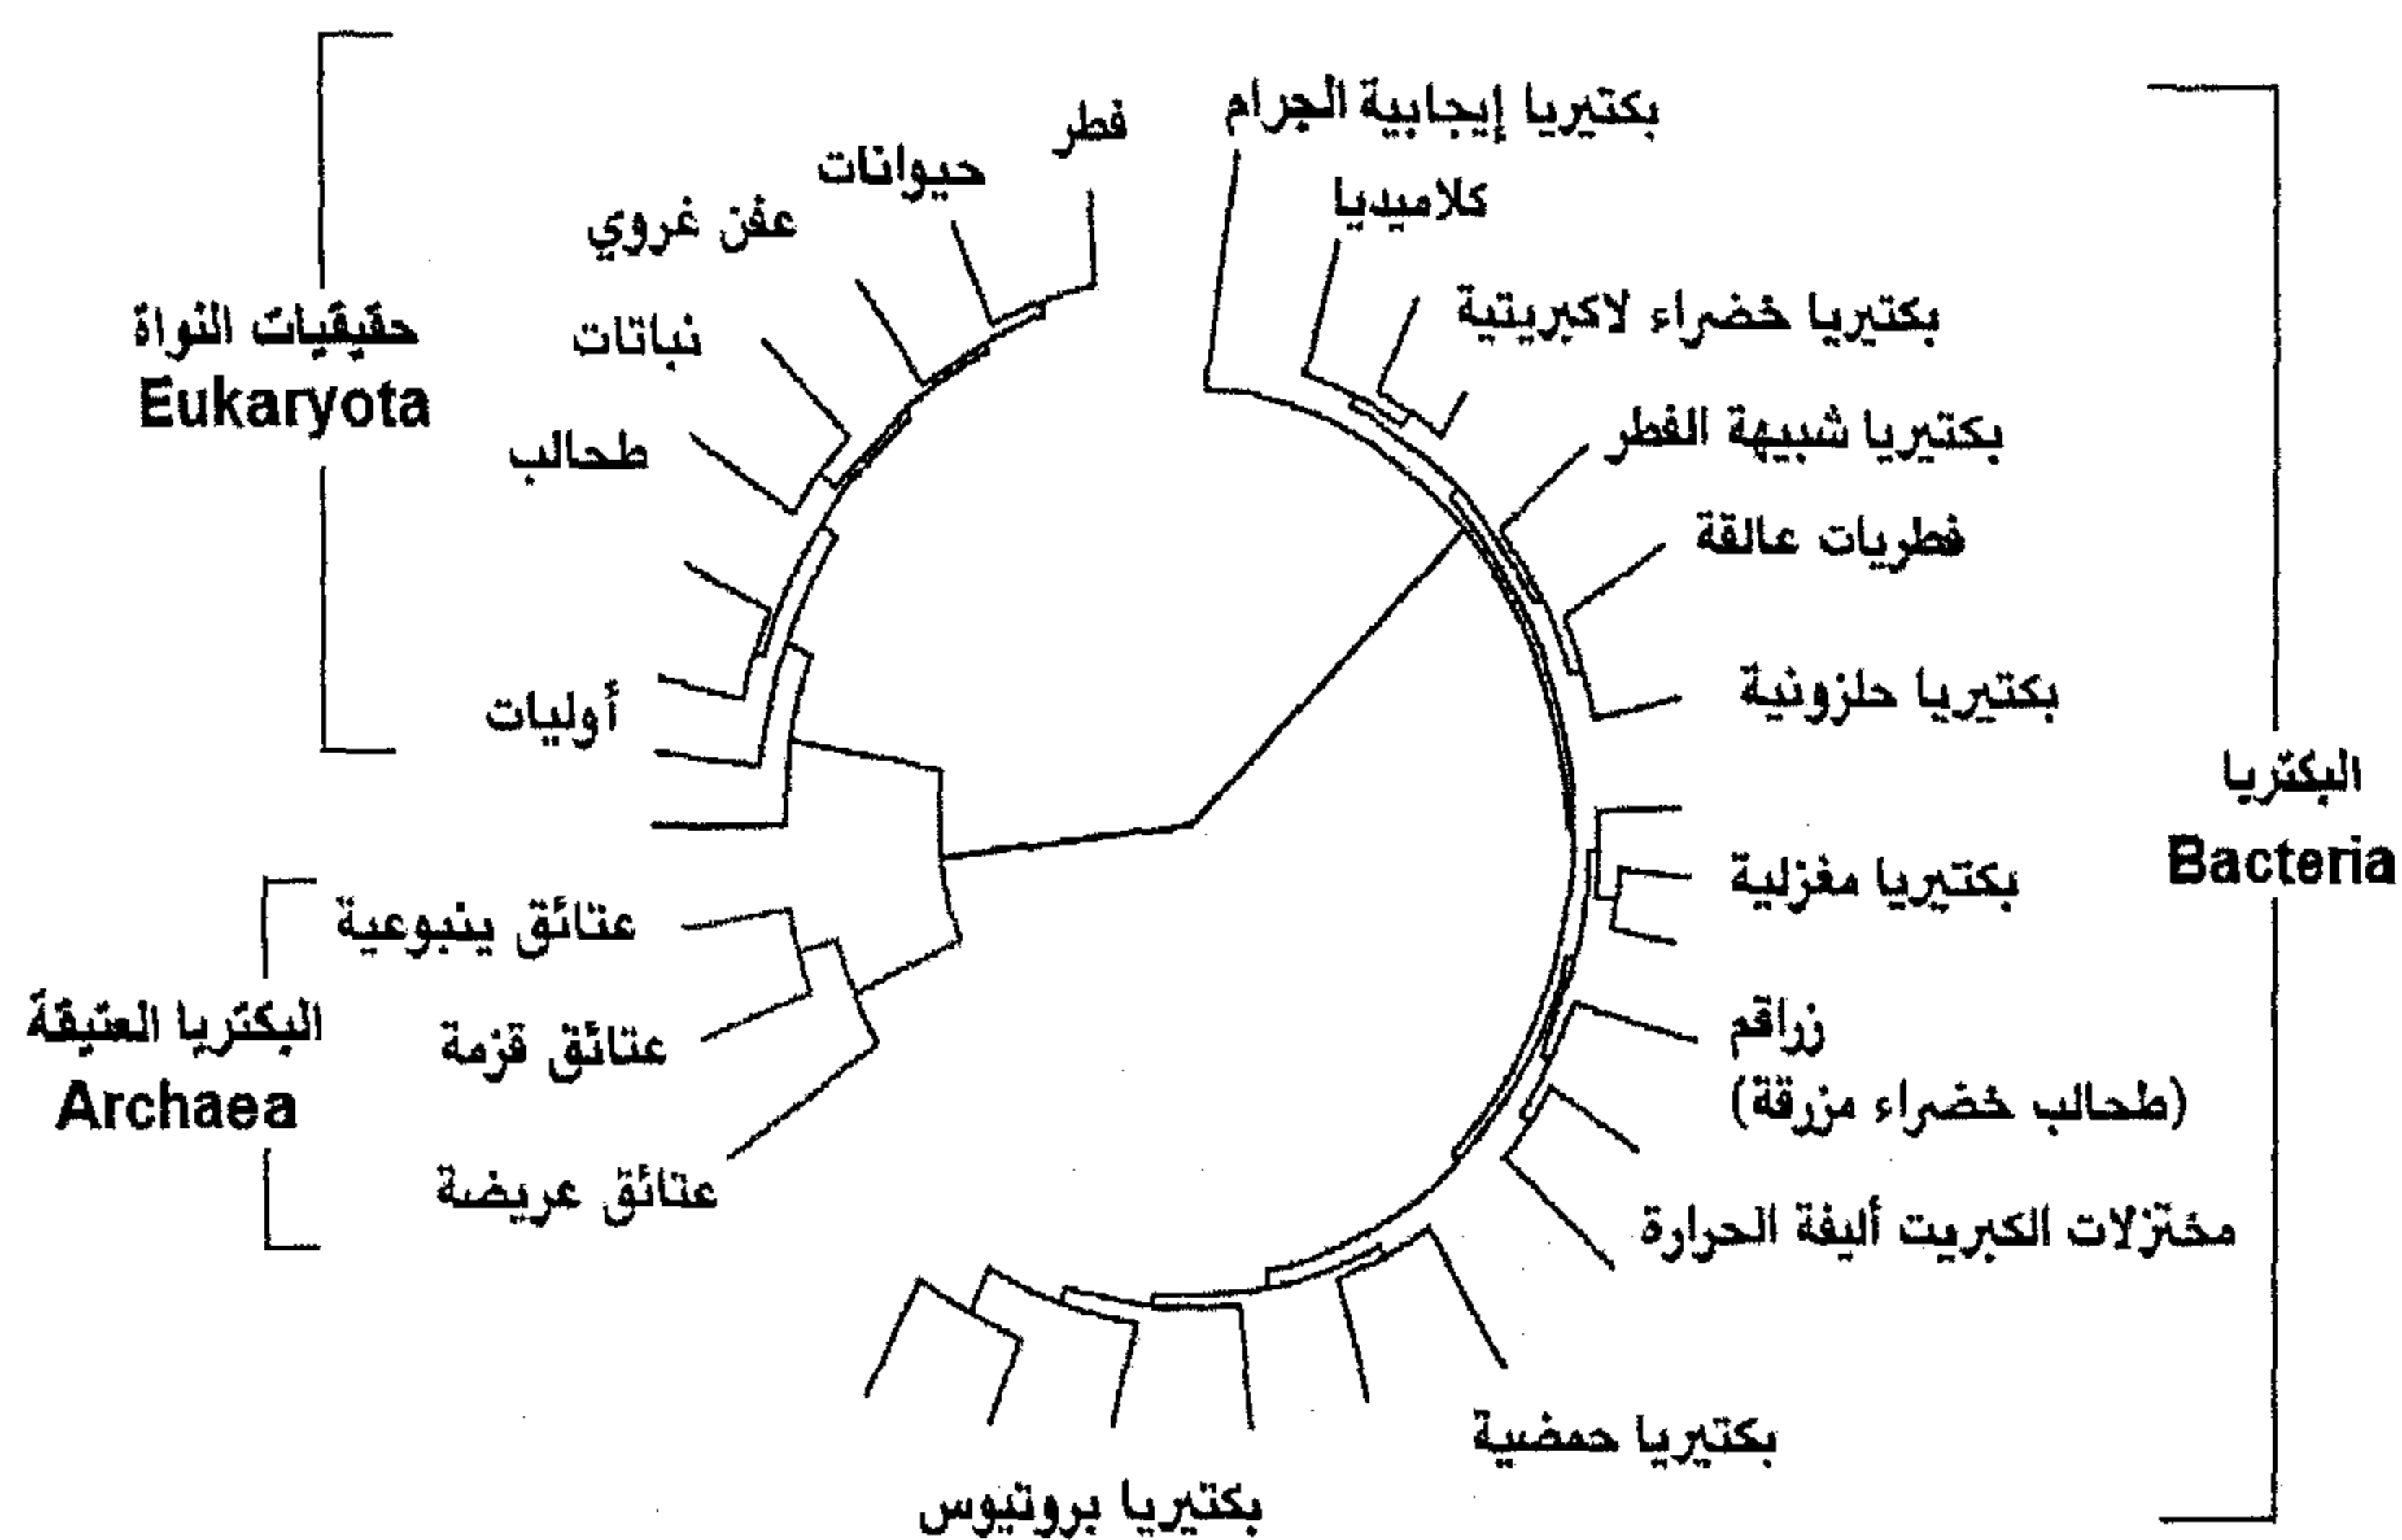 بكتيريا إيجابية الجرام
كلاميديا
بكتيريا خضراء لاكبريتية
بكتيريا شبيهة الفطر
فطريات عالقة
بكتيريا حلزونية
بكتيريا مغزلية
زراقم
(طحالب خضراء مزرقة)
مختزلات الكبريت أليفة الحرارة
بكتيريا حمضية
بكتيريا بروتيوس
البكتريا
Bacteria
فطر
حيوانات
عفن غروي
نباتات
طحالب
أوليات
حقيقيات النواة
Eukaryota
عتائق ينبوعية
عتائق قزمة
عتائق عريضة
البكتريا العتيقة
Archaea